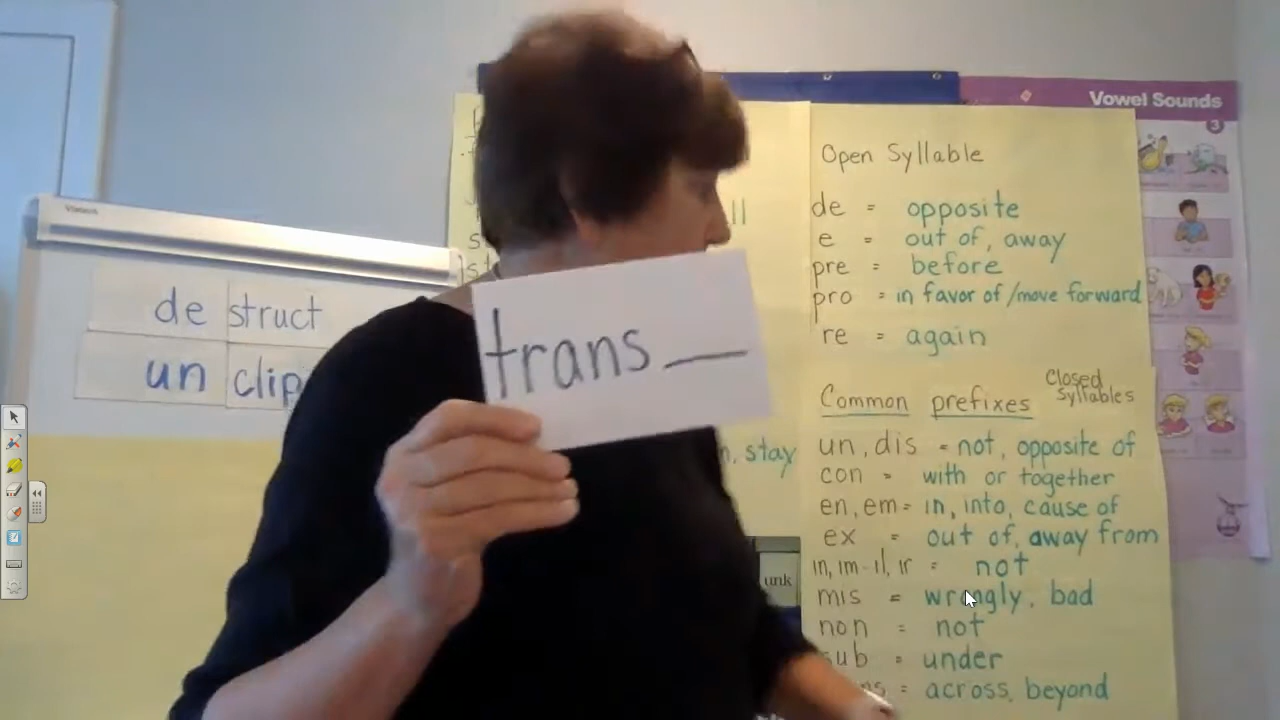 Vowel Sounds
3
Open Syllable
de = opposite
e = out of, away
pre = before
pro = in favor of/move forward
re = again
Common prefixes Closed Syllables
un, dis = not, opposite of
con = with or together
en, em = in, into, cause of
ex = out of, away from
in, im - il, ir = not
mis = wrongly, bad
non = not
sub = under
= across, beyond
de struct
un clip
trans __
stay
unk